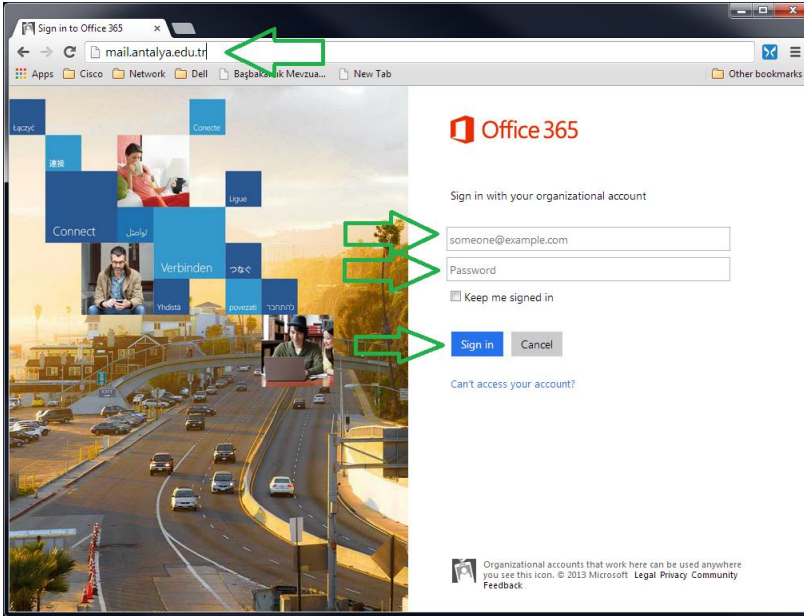 Sign in to Office 365
mail.antalya.edu.tr
Apps Cisco Network Dell Başbakanlık Mevzua... New Tab Other bookmarks
Łączyć
Conecte
連接
Ligue
Connect
تواصل
Verbinden
つなぐ
Yhdistä
povezati
להתחבר
Office 365
Sign in with your organizational account
someone@example.com
Password
Keep me signed in
Sign in Cancel
Can't access your account?
Organizational accounts that work here can be used anywhere
you see this icon. © 2013 Microsoft Legal Privacy Community
Feedback